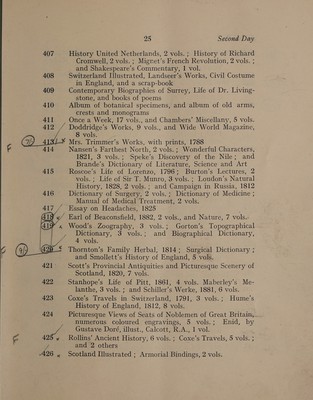 25 Second Day
407 History United Netherlands, 2 vols. ; History of Richard
Cromwell, 2 vols. ; Mignet's French Revolution, 2 vols. ;
and Shakespeare's Commentary, 1 vol.
408 Switzerland Illustrated, Landseer's Works, Civil Costume
in England, and a scrap-book
409 Contemporary Biographies of Surrey, Life of Dr. Living-
stone, and books of poems
410 Album of botanical specimens, and album of old arms,
crests and monograms
411 Once a Week, 17 vols., and Chambers' Miscellany, 5 vols.
412 Doddridge's Works, 9 vols., and Wide World Magazine,
8 vols.
413 Mrs. Trimmer's Works, with prints, 1788
414 Nansen's Farthest North, 2 vols. ; Wonderful Characters,
1821, 3 vols. ; Speke's Discovery of the Nile ; and
Brande's Dictionary of Literature, Science and Art
415 Roscoe's Life of Lorenzo, 1796 ; Burton's Lectures, 2
vols. ; Life of Sir T. Munro, 3 vols. ; Loudon's Natural
History, 1828, 2 vols. ; and Campaign in Russia, 1812
416 Dictionary of Surgery, 2 vols. ; Dictionary of Medicine ;
Manual of Medical Treatment, 2 vols.
417 Essay on Headaches, 1825
418 Earl of Beaconsfield, 1882, 2 vols., and Nature, 7 vols.
419 Wood's Zoography, 3 vols. ; Gorton's Topographical
Dictionary, 3 vols. ; and Biographical Dictionary,
4 vols.
420 Thornton's Family Herbal, 1814 ; Surgical Dictionary ;
and Smollett's History of England, 5 vols.
421 Scott's Provincial Antiquities and Picturesque Scenery of
Scotland, 1820, 7 vols.
422 Stanhope's Life of Pitt, 1861, 4 vols. Maberley's Me-
lanthe, 3 vols. ; and Schiller's Werke, 1881, 6 vols.
423 Coxe's Travels in Switzerland, 1791, 3 vols. ; Hume's
History of England, 1812, 8 vols.
424 Picturesque Views of Seats of Noblemen of Great Britain,
numerous coloured engravings, 5 vols. ; Enid, by
Gustave Doré, illust., Calcott, R.A., 1 vol.
425 Rollins' Ancient History, 6 vols. ; Coxe's Travels, 5 vols. ;
and 2 others
426 Scotland Illustrated ; Armorial Bindings, 2 vols.